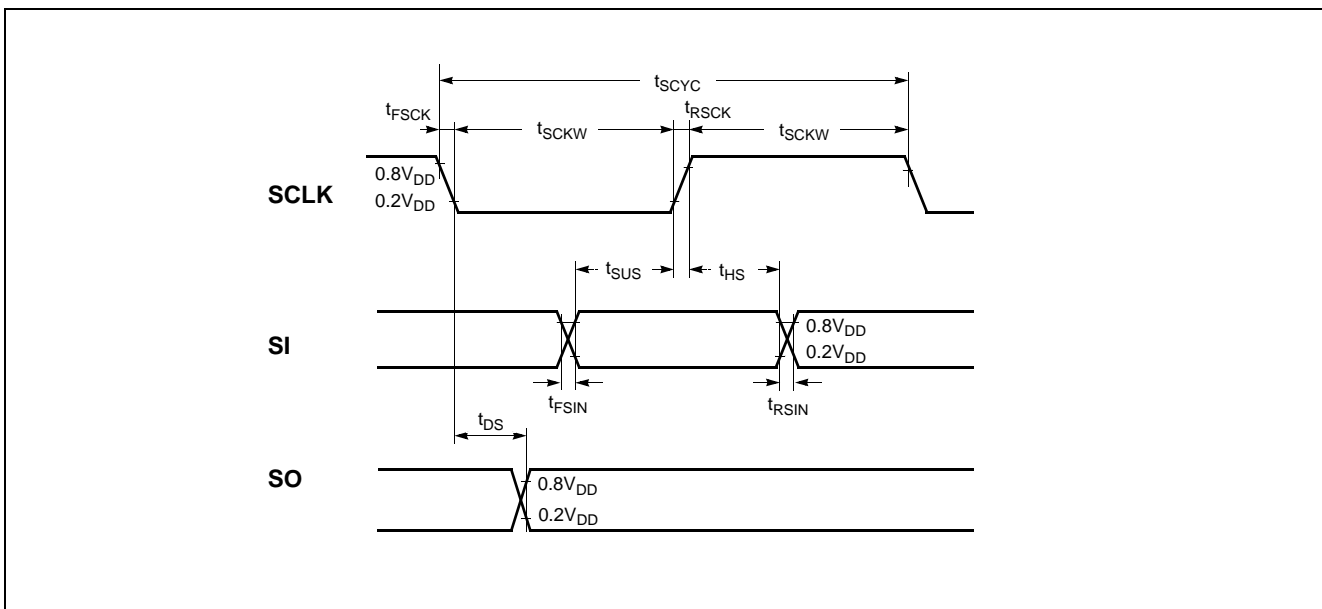 tSCYC
tFSCK
tRSCK
tSCKW
tSCKW
0.8VDD
SCLK
0.2VDD
tSUS
tHS
SI
0.8VDD
0.2VDD
tFSIN
tRSIN
tDS
SO
0.8VDD
0.2VDD